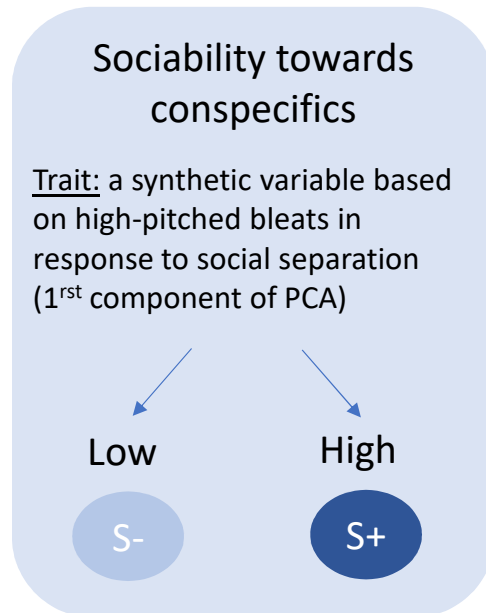 Sociability towards
conspecifics
Trait: a synthetic variable based
on high-pitched bleats in
response to social separation
(1rst component of PCA)
Low High
S- S+